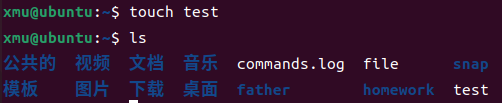 xmu@ubuntu:~$ touch test
xmu@ubuntu:~$ ls
公共的 视频 文档 音乐 commands.log file snap
模板 图片 下载 桌面 father homework test